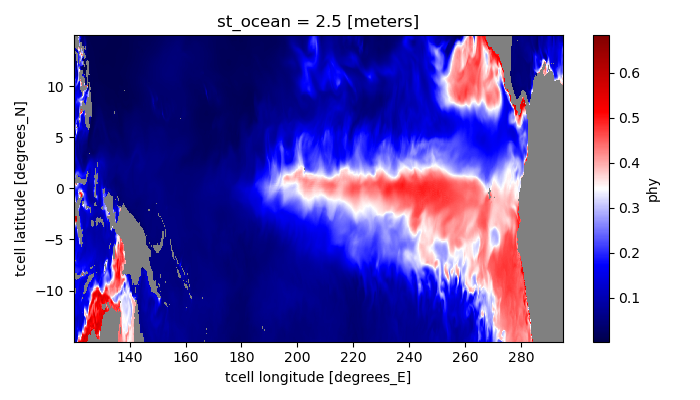 st_ocean = 2.5 [meters]
10
5
0
−5
−10
tcell latitude [degrees_N]
140 160 180 200 220 240 260 280
tcell longitude [degrees_E]
0.6
0.5
0.4
0.3
0.2
0.1
phy